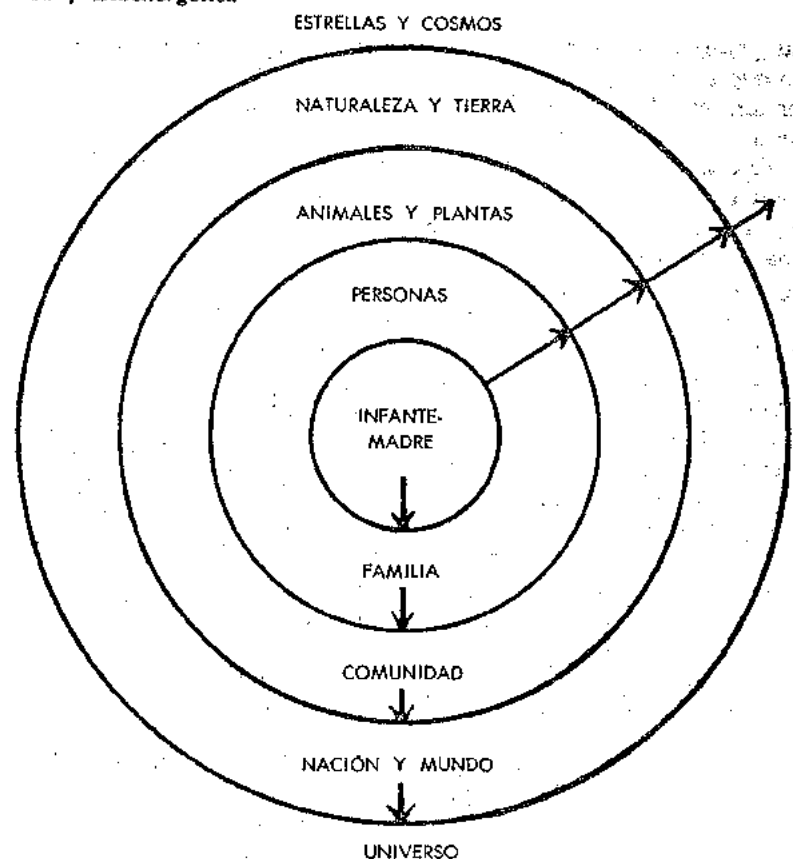 ESTRELLAS Y COSMOS
NATURALEZA Y TIERRA
ANIMALES Y PLANTAS
PERSONAS
INFANTE-
MADRE
FAMILIA
COMUNIDAD
NACIÓN Y MUNDO
UNIVERSO